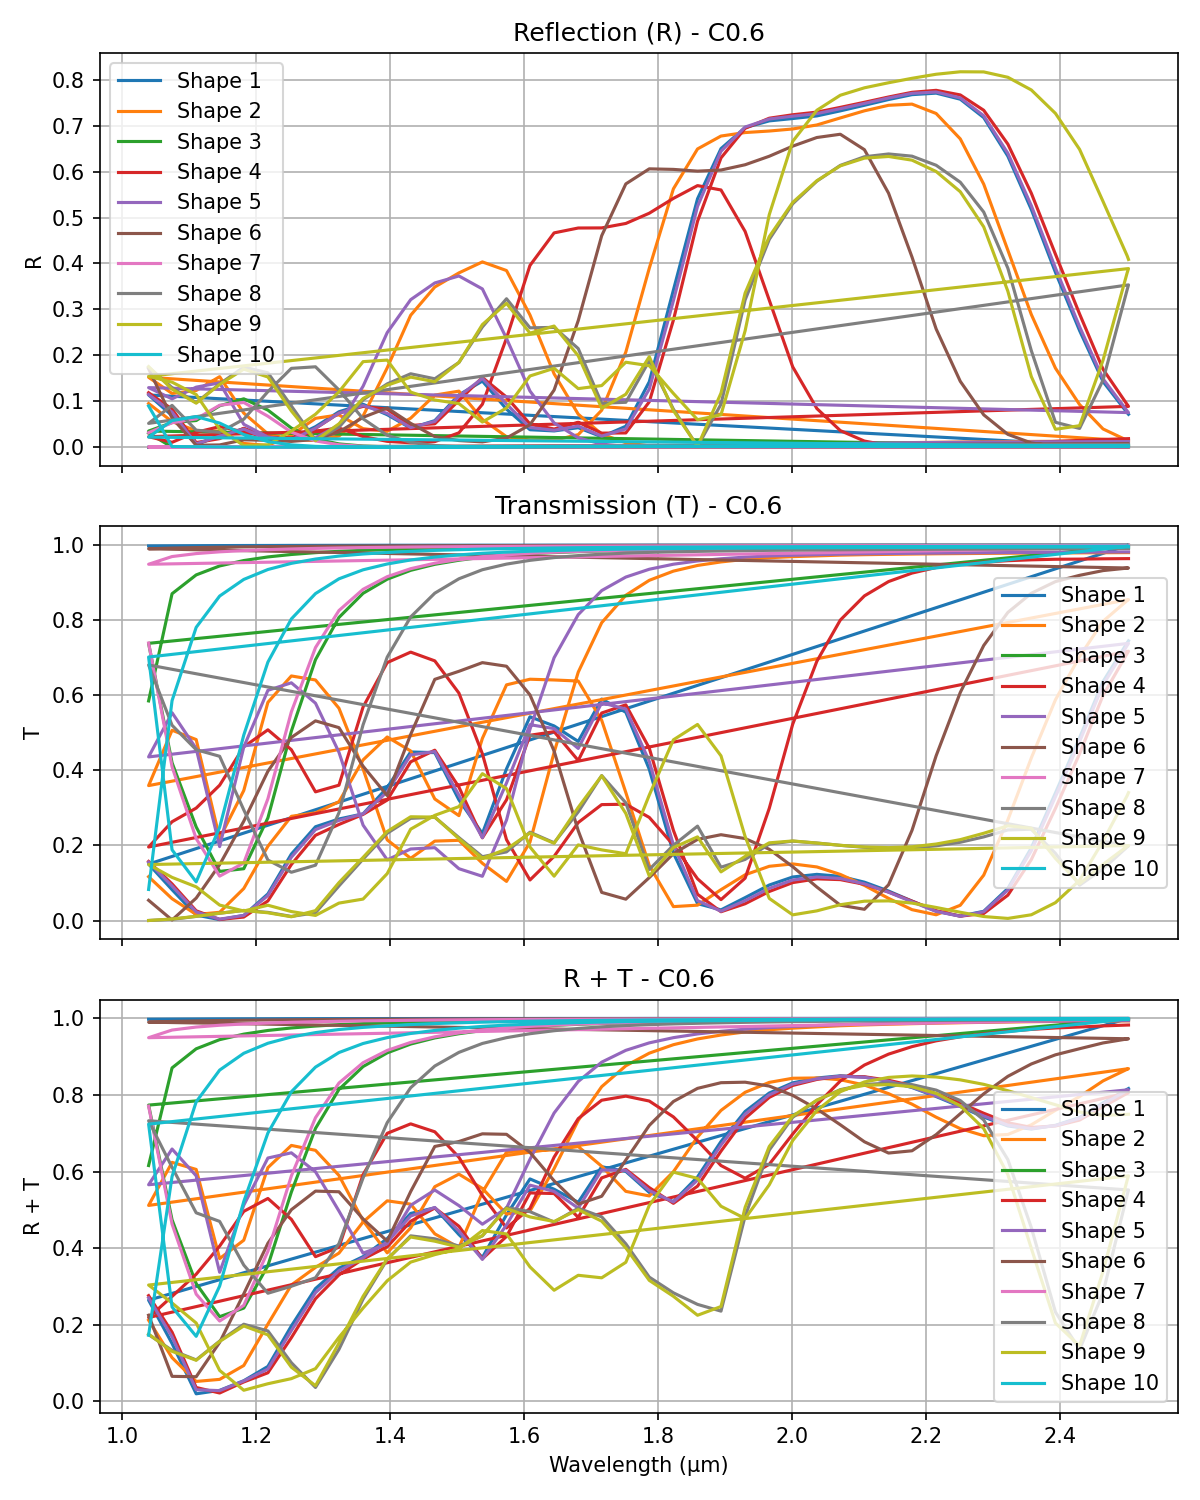 Reflection (R) - C0.6
R
0.8
0.7
0.6
0.5
0.4
0.3
0.2
0.1
0.0
Shape 1
Shape 2
Shape 3
Shape 4
Shape 5
Shape 6
Shape 7
Shape 8
Shape 9
Shape 10
Transmission (T) - C0.6
T
1.0
0.8
0.6
0.4
0.2
0.0
Shape 1
Shape 2
Shape 3
Shape 4
Shape 5
Shape 6
Shape 7
Shape 8
Shape 9
Shape 10
R + T - C0.6
R + T
1.0
0.8
0.6
0.4
0.2
0.0
Shape 1
Shape 2
Shape 3
Shape 4
Shape 5
Shape 6
Shape 7
Shape 8
Shape 9
Shape 10
1.0 1.2 1.4 1.6 1.8 2.0 2.2 2.4
Wavelength (μm)